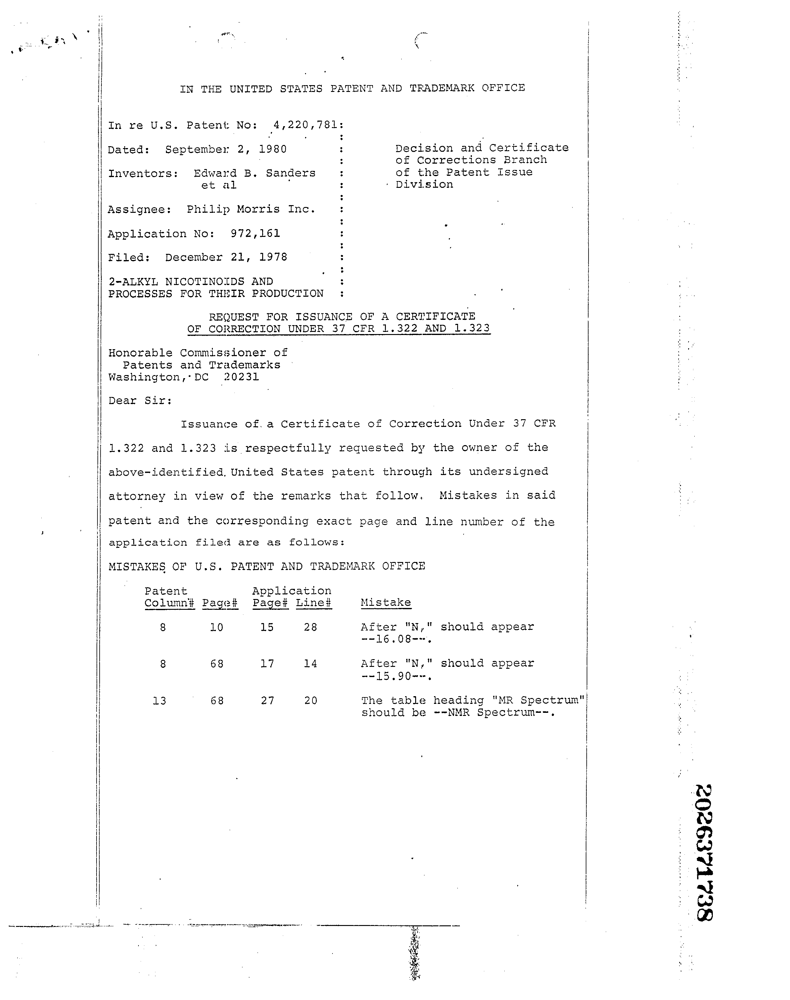 IN THE UNITED STATES PATENT AND TRADEMARK OFFICE
In re U.S. Patent No: 4,220,781:
Dated: September 2, 1980 :
Inventors: Edward B. Sanders :
et al :
Assignee: Philip Morris Inc. :
Application No: 972,161 :
Filed: December 21, 1978 :
2-ALKYL NICOTINOIDS AND :
PROCESSES FOR THEIR PRODUCTION :
Decision and Certificate
of Corrections Branch
of the Patent Issue
Division
REQUEST FOR ISSUANCE OF A CERTIFICATE
OF CORRECTION UNDER 37 CFR 1.322 AND 1.323
Honorable Commissioner of
Patents and Trademarks
Washington, DC 20231
Dear Sir:
Issuance of a Certificate of Correction Under 37 CFR
1.322 and 1.323 is respectfully requested by the owner of the
above-identified United States patent through its undersigned
attorney in view of the remarks that follow. Mistakes in said
patent and the corresponding exact page and line number of the
application filed are as follows:
MISTAKES OF U.S. PATENT AND TRADEMARK OFFICE
Patent Application
Column# Page# Page# Line# Mistake
8 10 15 28 After "N," should appear
--16.08--.
8 68 17 14 After "N," should appear
--15.90--.
13 68 27 20 The table heading "MR Spectrum"
should be --NMR Spectrum--.
2026371738